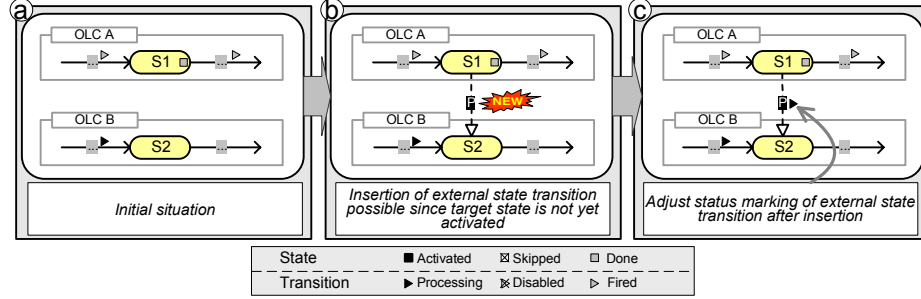 a
OLC A
...
S1
...
OLC B
...
S2
...
Initial situation
b
OLC A
...
S1
...
P
NEW
OLC B
...
S2
...
Insertion of external state transition
possible since target state is not yet
activated
c
OLC A
...
S1
...
P
OLC B
...
S2
...
Adjust status marking of external state
transition after insertion
State Activated Skipped Done
Transition Processing Disabled Fired